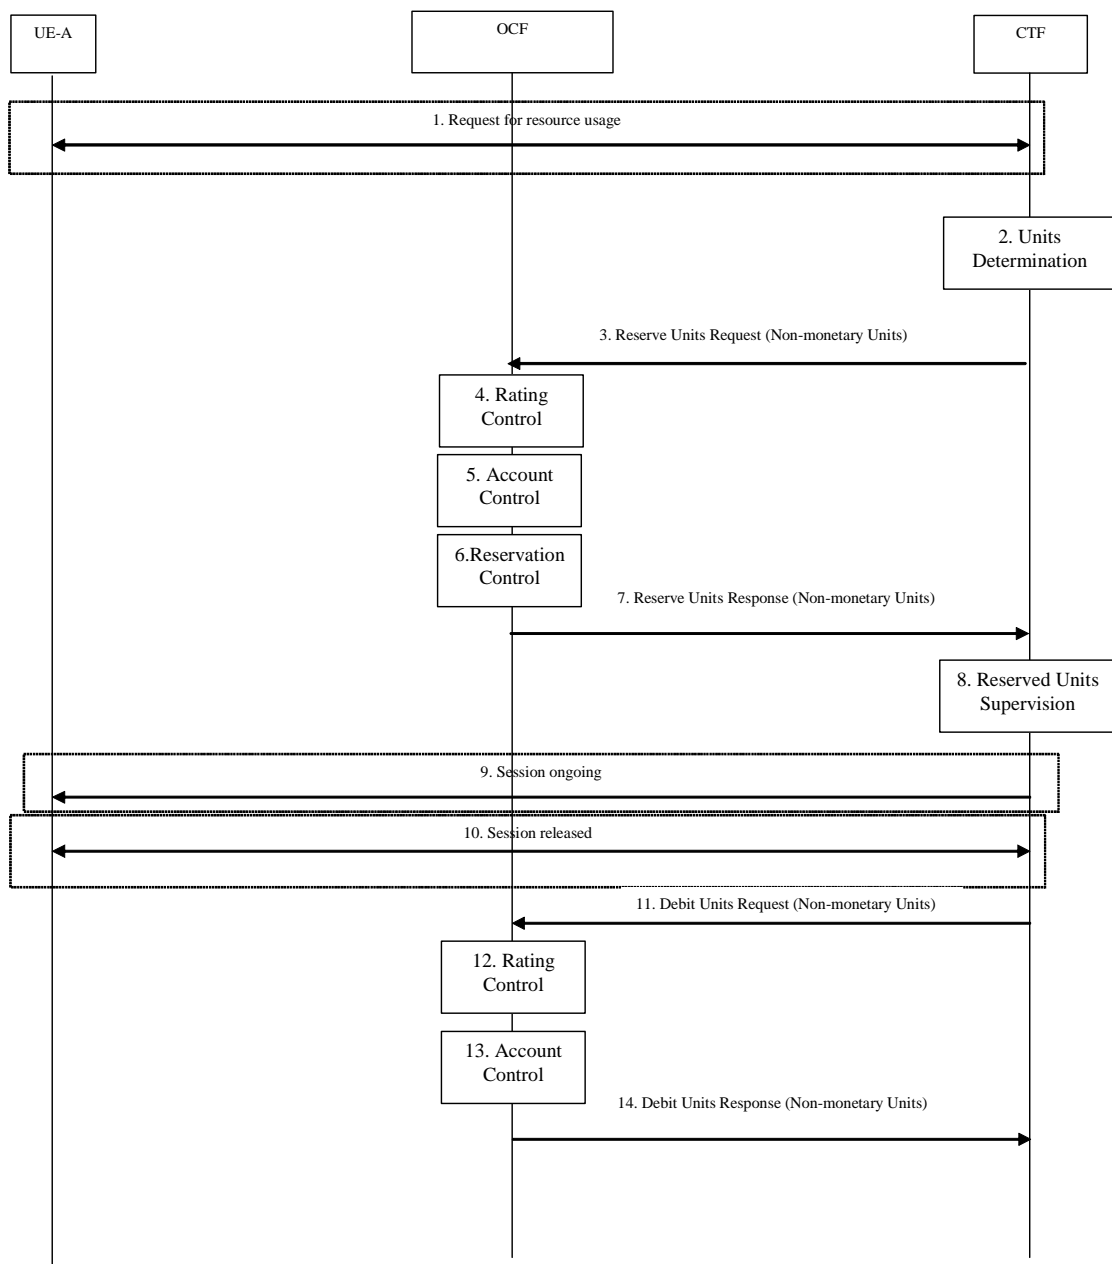 UE-A
OCF
CTF
1. Request for resource usage
2. Units
Determination
3. Reserve Units Request (Non-monetary Units)
4. Rating
Control
5. Account
Control
6.Reservation
Control
7. Reserve Units Response (Non-monetary Units)
8. Reserved Units
Supervision
9. Session ongoing
10. Session released
11. Debit Units Request (Non-monetary Units)
12. Rating
Control
13. Account
Control
14. Debit Units Response (Non-monetary Units)